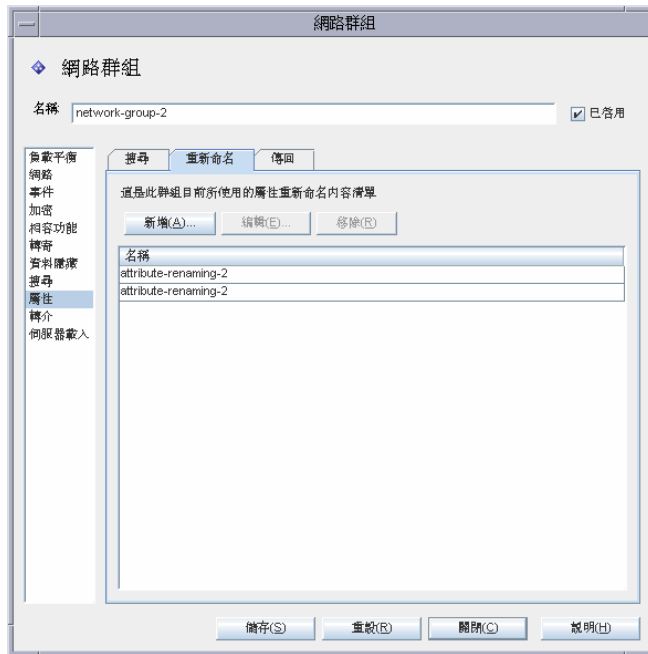 網路群組
網路群組
名稱 network-group-2 已啓用
負載平衡
網路
事件
加密
相容功能
轉寄
資料隱藏
搜尋
屬性
轉介
伺服器載入
搜尋 重新命名 傳回
這是此群組目前所使用的屬性重新命名內容清單
新增(A)... 編輯(E)... 移除(R)
名稱
attribute-renaming-2
attribute-renaming-2
儲存(S) 重設(R) 關閉(C) 說明(H)